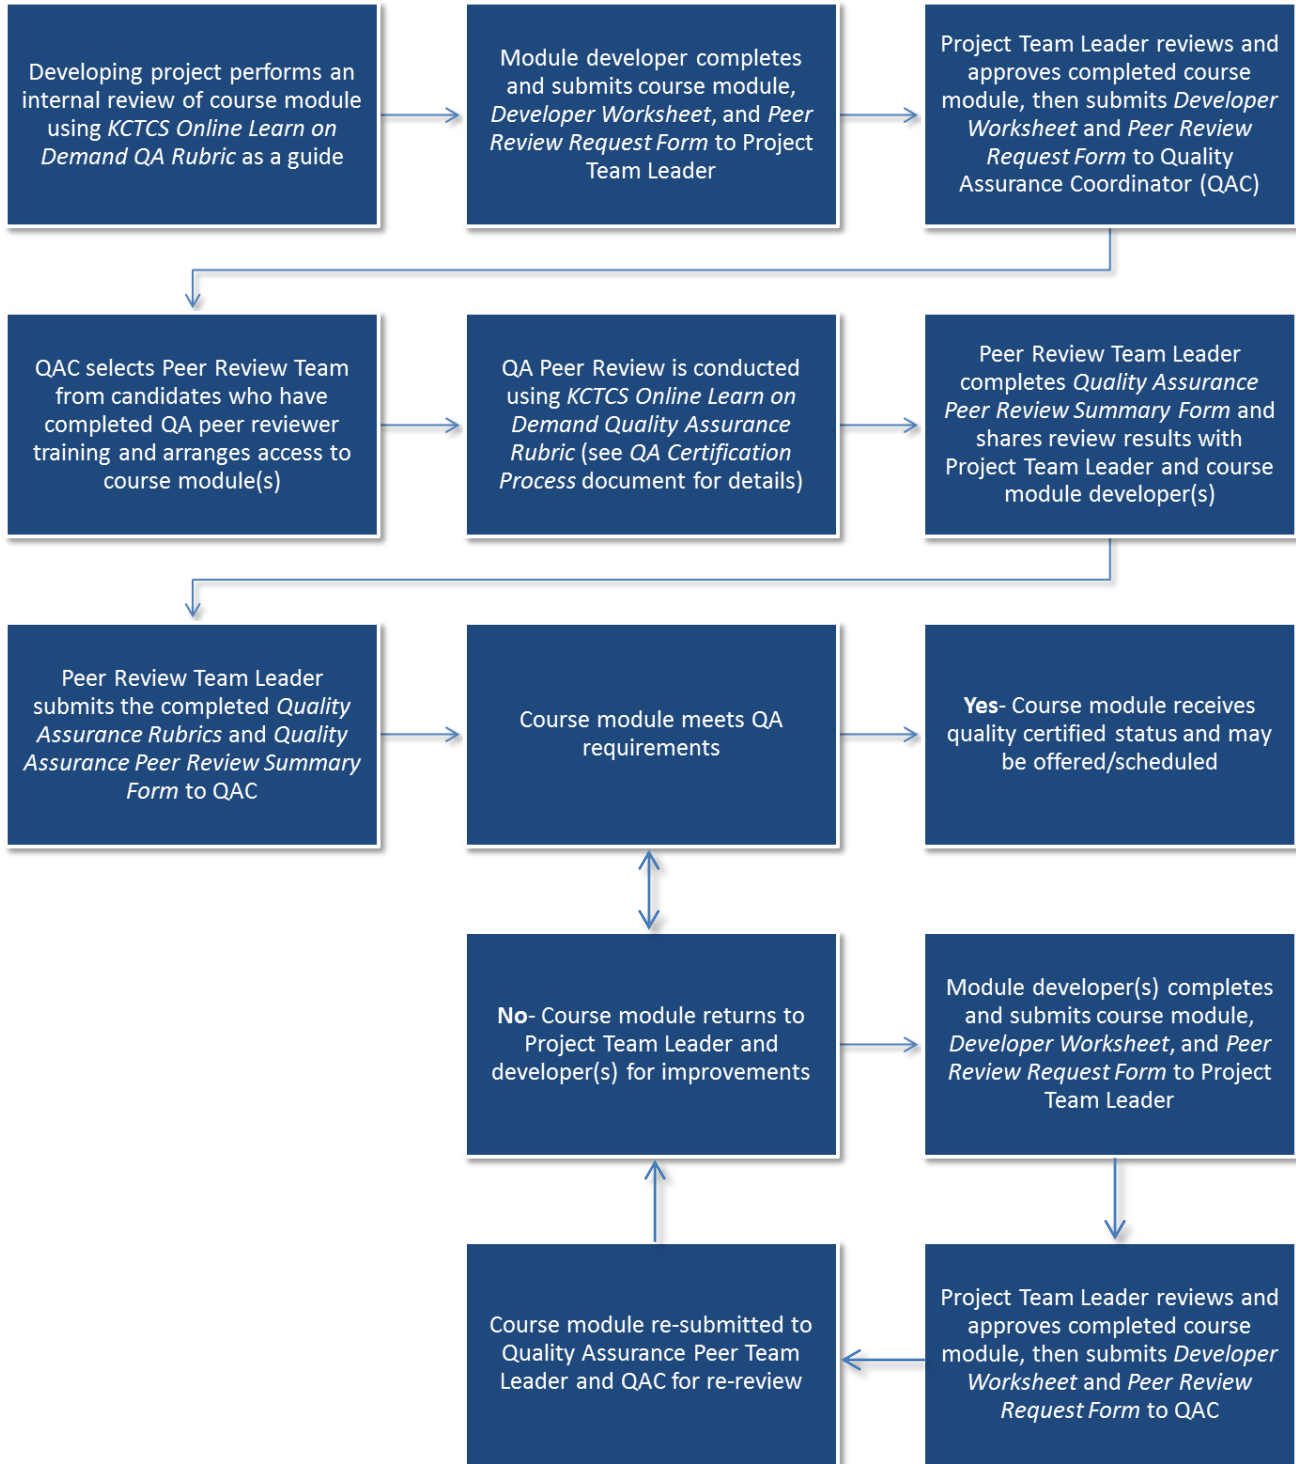 Developing project performs an
internal review of course module
using KCTCS Online Learn on
Demand QA Rubric as a guide
Module developer completes
and submits course module,
Developer Worksheet, and Peer
Review Request Form to Project
Team Leader
Project Team Leader reviews and
approves completed course
module, then submits Developer
Worksheet and Peer Review
Request Form to Quality
Assurance Coordinator (QAC)
QAC selects Peer Review Team
from candidates who have
completed QA peer reviewer
training and arranges access to
course module(s)
QA Peer Review is conducted
using KCTCS Online Learn on
Demand Quality Assurance
Rubric (see QA Certification
Process document for details)
Peer Review Team Leader
completes Quality Assurance
Peer Review Summary Form and
shares review results with
Project Team Leader and course
module developer(s)
Peer Review Team Leader
submits the completed Quality
Assurance Rubrics and Quality
Assurance Peer Review Summary
Form to QAC
Course module meets QA
requirements
Yes- Course module receives
quality certified status and may
be offered/scheduled
No- Course module returns to
Project Team Leader and
developer(s) for improvements
Module developer(s) completes
and submits course module,
Developer Worksheet, and Peer
Review Request Form to Project
Team Leader
Course module re-submitted to
Quality Assurance Peer Team
Leader and QAC for re-review
Project Team Leader reviews and
approves completed course
module, then submits Developer
Worksheet and Peer Review
Request Form to QAC